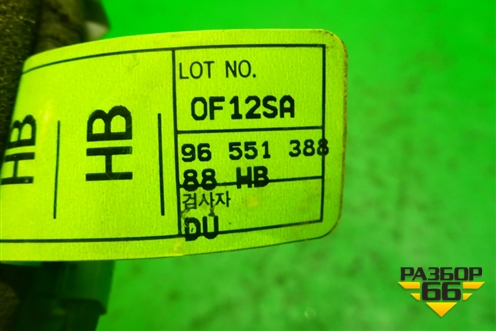 HB
HB
LOT NO.
0F12SA
96 551 388
88 HB
검사자
DU
РАЗБОР
66